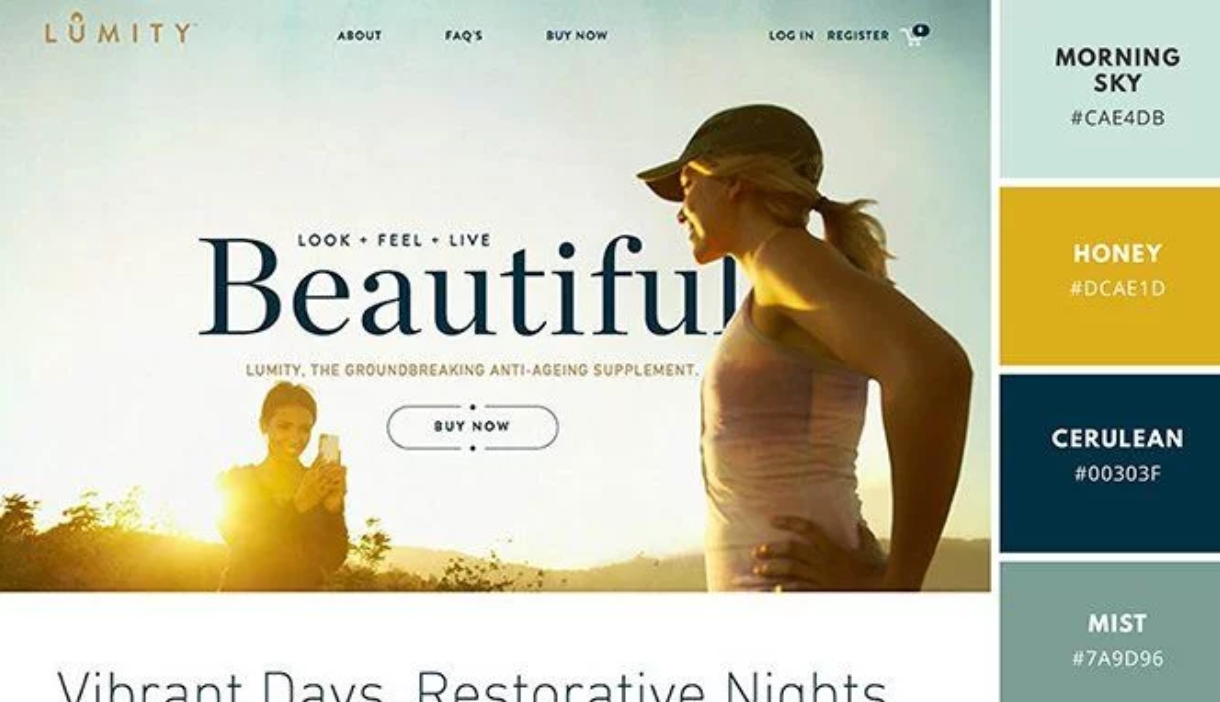 LÛMITY
ABOUT FAQ'S BUY NOW LOG IN REGISTER 0
LOOK + FEEL + LIVE
Beautiful
LUMITY, THE GROUNDBREAKING ANTI-AGEING SUPPLEMENT.
BUY NOW
Vibrant Days. Restorative Nights
MORNING
SKY
#CAE4DB
HONEY
#DCAE1D
CERULEAN
#00303F
MIST
#7A9D96